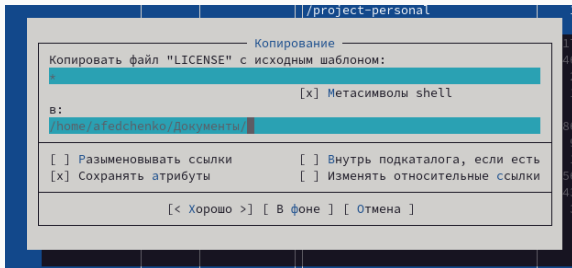 /project-personal
Копирование
Копировать файл "LICENSE" с исходным шаблоном:
*
[x] Метасимволы shell
в:
/home/afedchenko/Документы/
[ ] Разыменовывать ссылки [ ] Внутрь подкаталога, если есть
[x] Сохранять атрибуты [ ] Изменять относительные ссылки
[< Хорошо >] [ В фоне ] [ Отмена ]